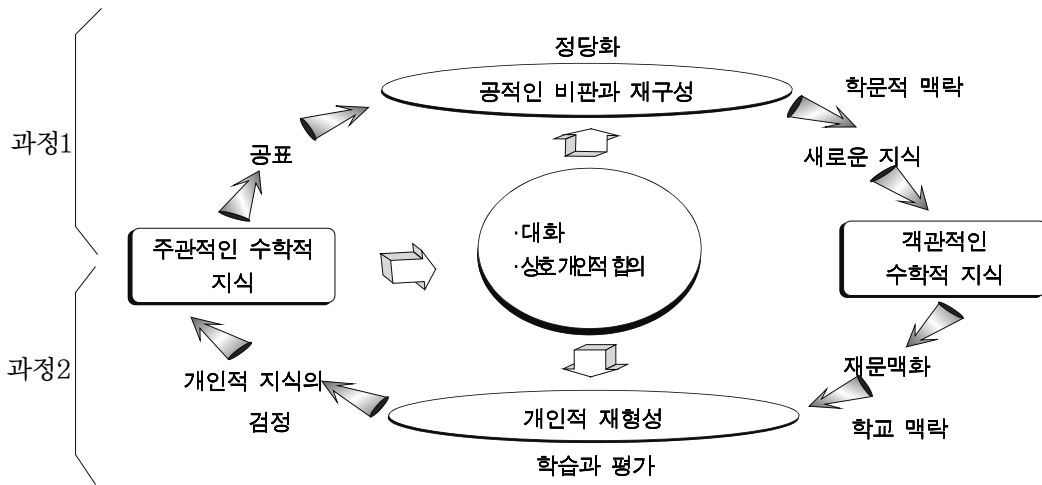 정당화
공적인 비판과 재구성
학문적 맥락
과정1
공표
새로운 지식
주관적인 수학적
지식
·대화
·상호개인적 합의
객관적인
수학적 지식
과정2
개인적 지식의
검정
재문맥화
개인적 재형성
학교 맥락
학습과 평가